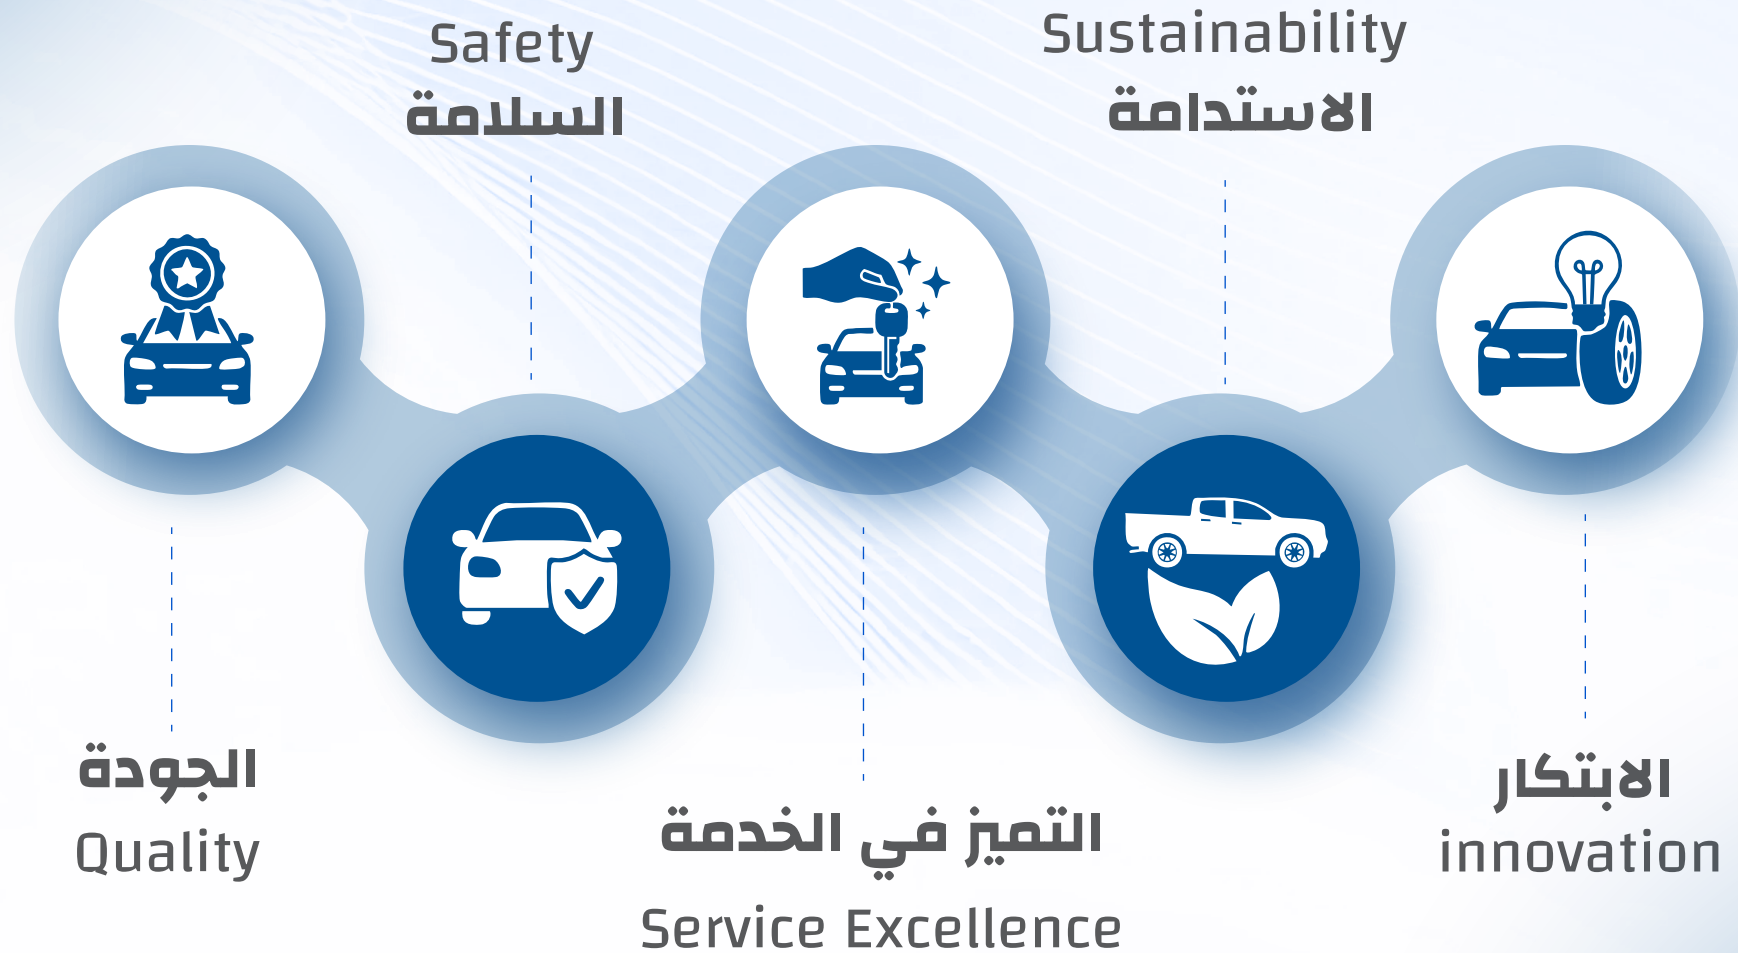 Safety
السلامة
Sustainability
الاستدامة
الجودة
Quality
التميز في الخدمة
Service Excellence
الابتكار
innovation